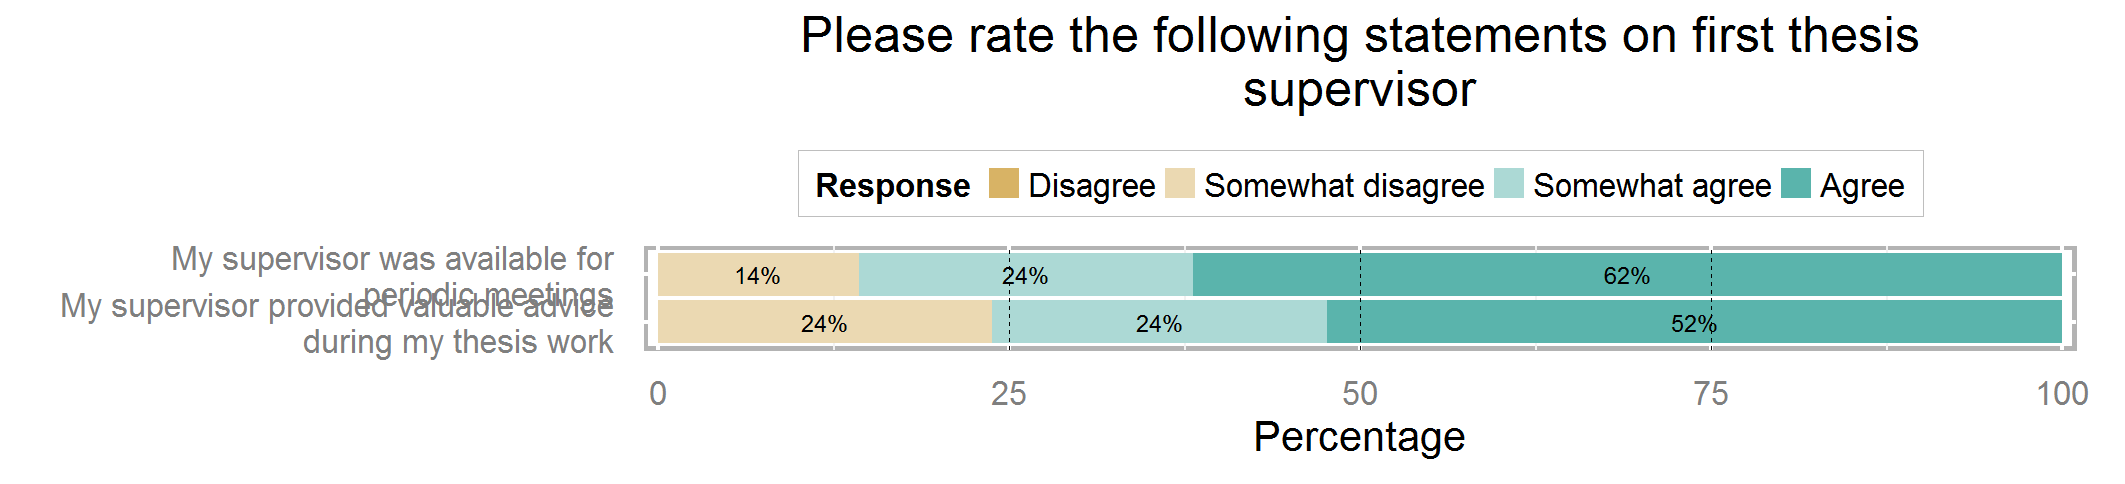 Please rate the following statements on first thesis
supervisor
Response Disagree Somewhat disagree Somewhat agree Agree
My supervisor was available for
periodic meetings
14% 24% 62%
My supervisor provided valuable advice
during my thesis work
24% 24% 52%
0 25 50 75 100
Percentage